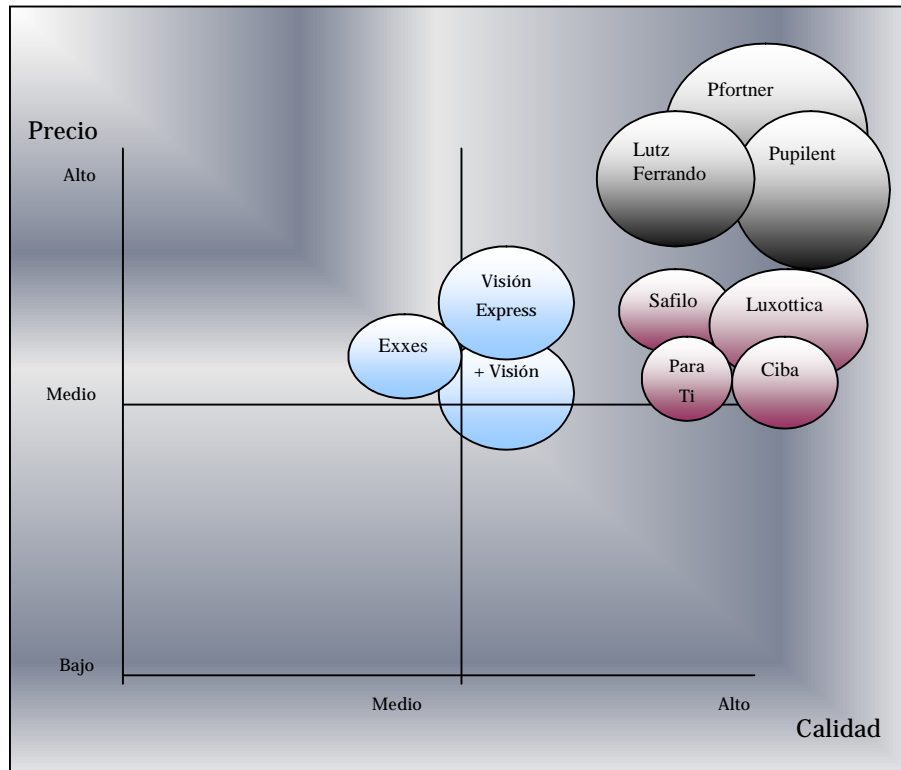 Pfortner
Precio
Lutz
Ferrando
Pupilent
Alto
Visión
Express
Safilo
Luxottica
Exxes
+ Visión
Para
Ti
Ciba
Medio
Bajo
Medio
Alto
Calidad